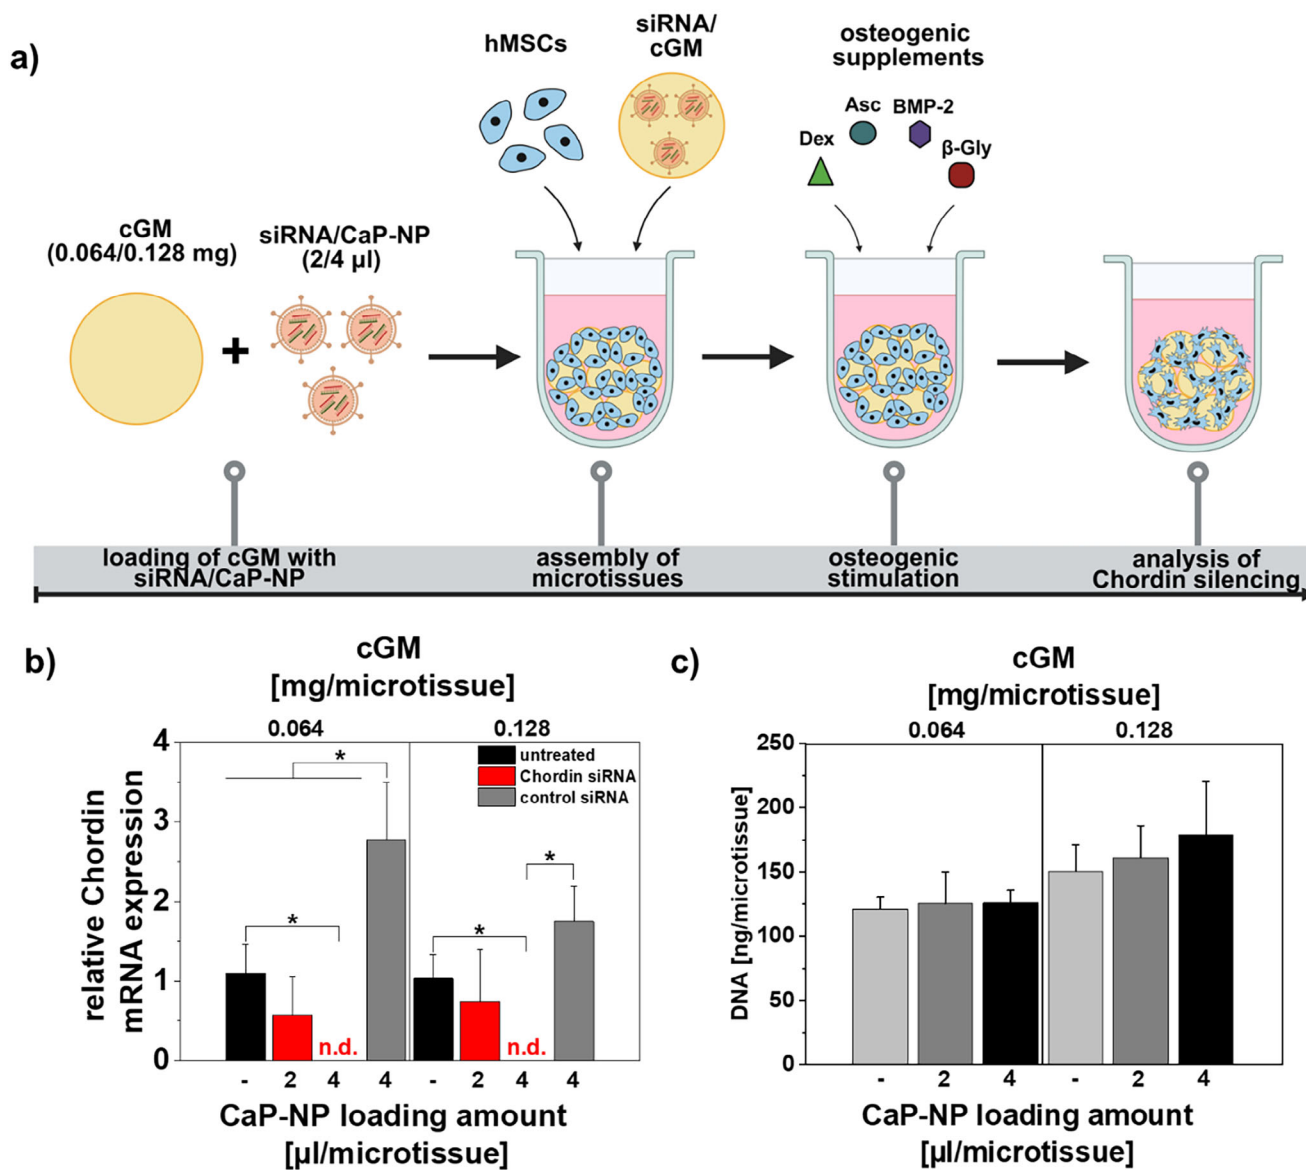 a)
hMSCs
siRNA/
cGM
osteogenic
supplements
Asc
BMP-2
Dex
β-Gly
cGM
(0.064/0.128 mg)
siRNA/CaP-NP
(2/4 µl)
+
loading of cGM with
siRNA/CaP-NP
assembly of
microtissues
osteogenic
stimulation
analysis of
Chordin silencing
b)
cGM
[mg/microtissue]
0.064
0.128
relative Chordin
mRNA expression
4
3
2
1
0
untreated
Chordin siRNA
control siRNA
*
*
*
*
n.d.
n.d.
- 2 4 4 - 2 4 4
CaP-NP loading amount
[µl/microtissue]
c)
cGM
[mg/microtissue]
0.064
0.128
DNA [ng/microtissue]
250
200
150
100
50
0
- 2 4 - 2 4
CaP-NP loading amount
[µl/microtissue]